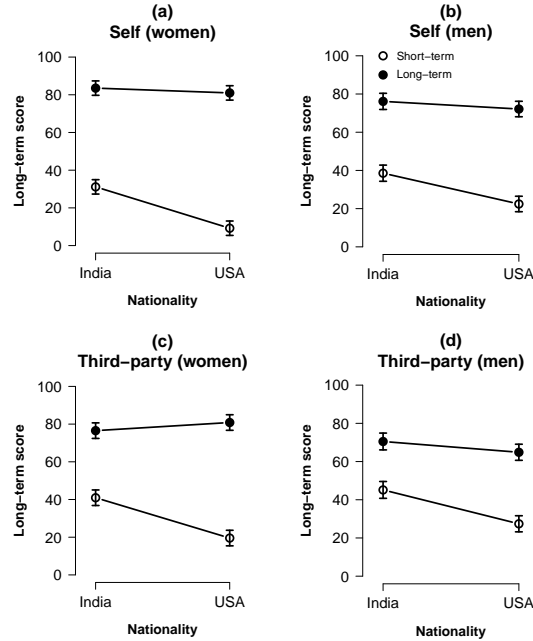 (a)
Self (women)
100
80
60
40
20
0
Long−term score
India
USA
Nationality
(b)
Self (men)
100
80
60
40
20
0
Long−term score
Short−term
Long−term
India
USA
Nationality
(c)
Third−party (women)
100
80
60
40
20
0
Long−term score
India
USA
Nationality
(d)
Third−party (men)
100
80
60
40
20
0
Long−term score
India
USA
Nationality